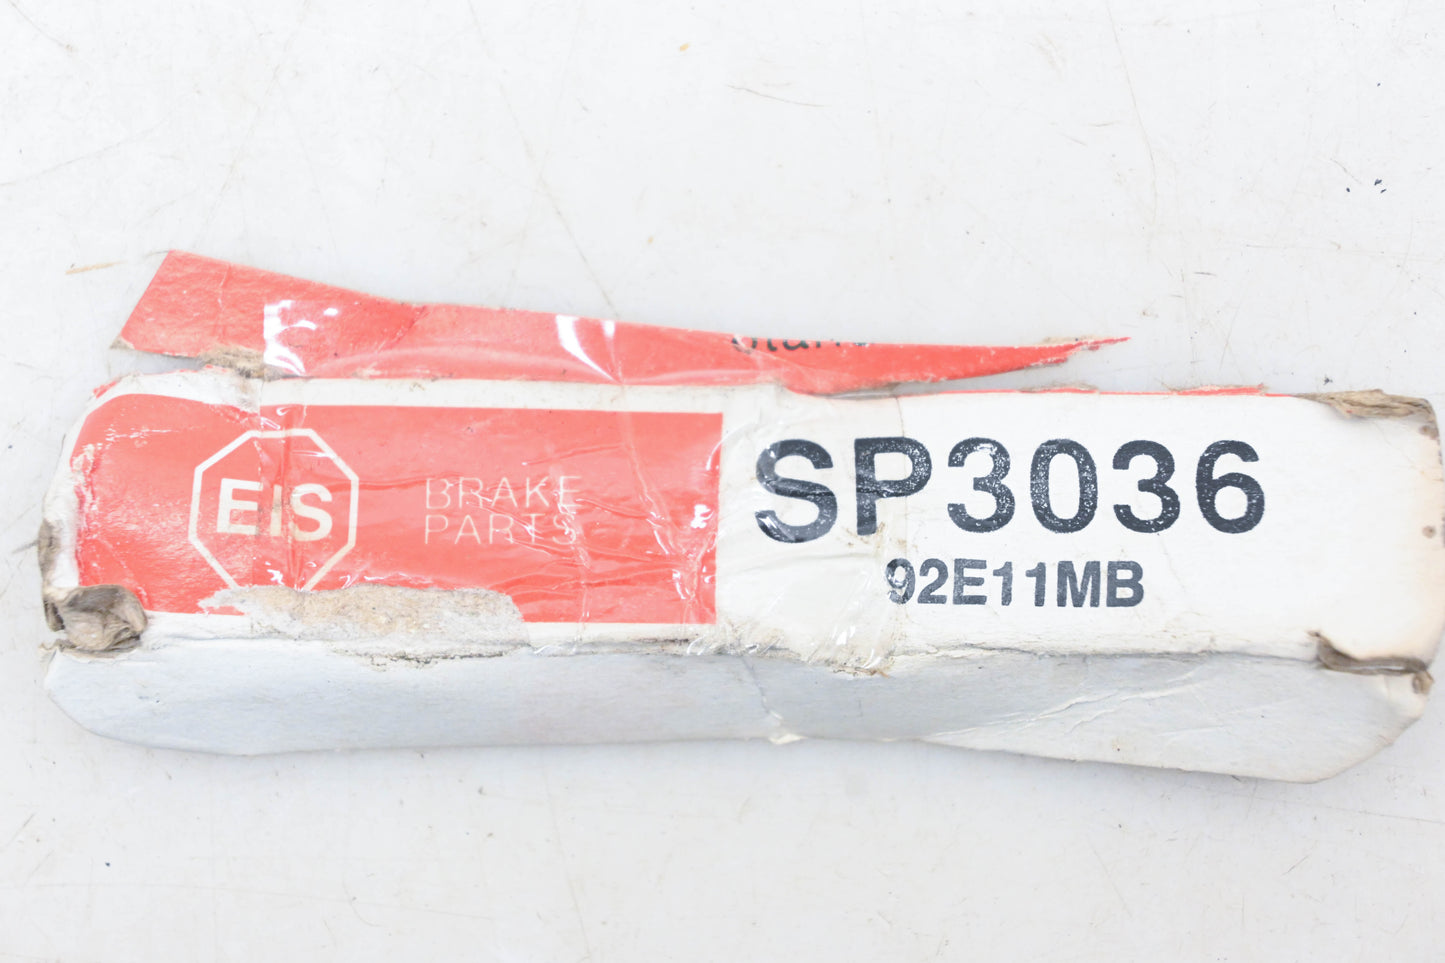 EIS
BRAKE
PARTS
SP3036
92E11MB